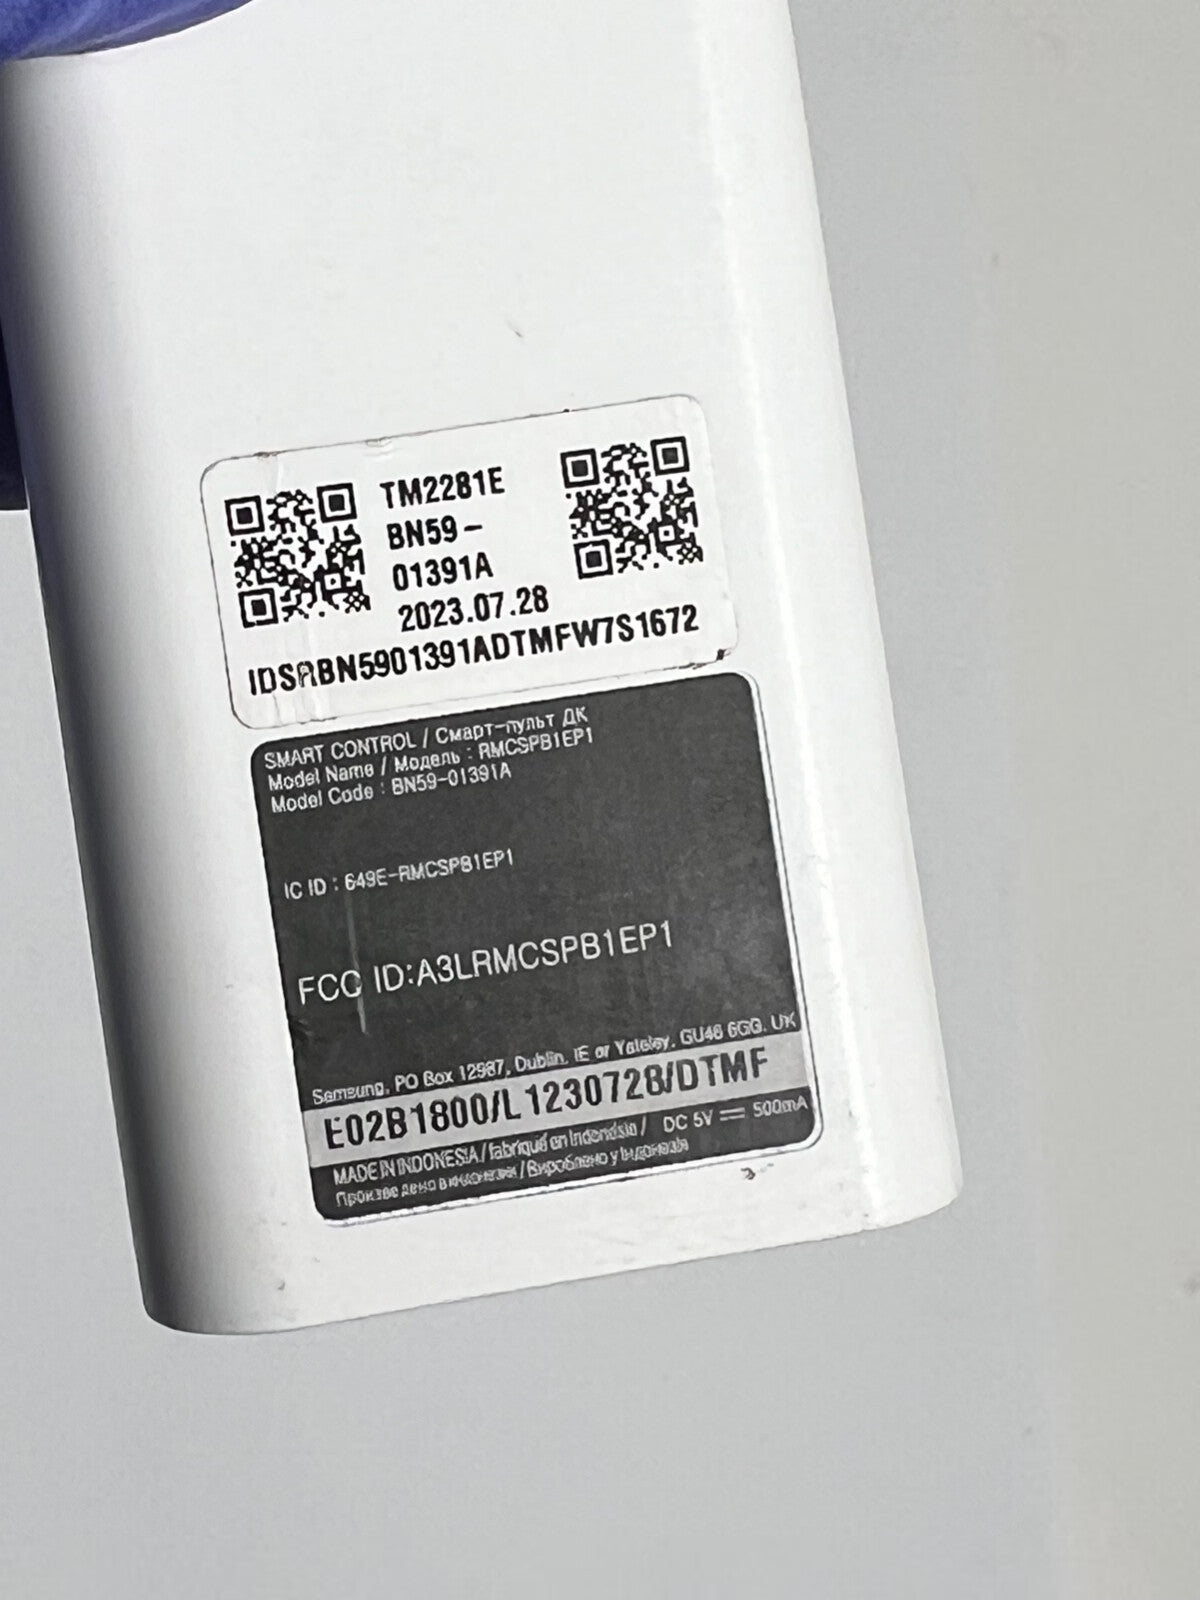 TM2281E
BN59-
01391A
2023.07.28
IDSRBN5901391ADTMFW7S1672
SMART CONTROL / Смарт-пульт ДК
Model Name / Модель : RMCSPB1EP1
Model Code : BN59-01391A
IC ID : 649E-RMCSPB1EP1
FCC ID:A3LRMCSPB1EP1
Samsung, PO Box 12987, Dublin, IE or Yateley, GU46 6GG, UK
E02B1800/L1230728/DTMF
MADE IN INDONESIA / fabriqué en Indonésie / DC 5V ⎓ 500mA
Произведено в Индонезии / Вироблено у Індонезія